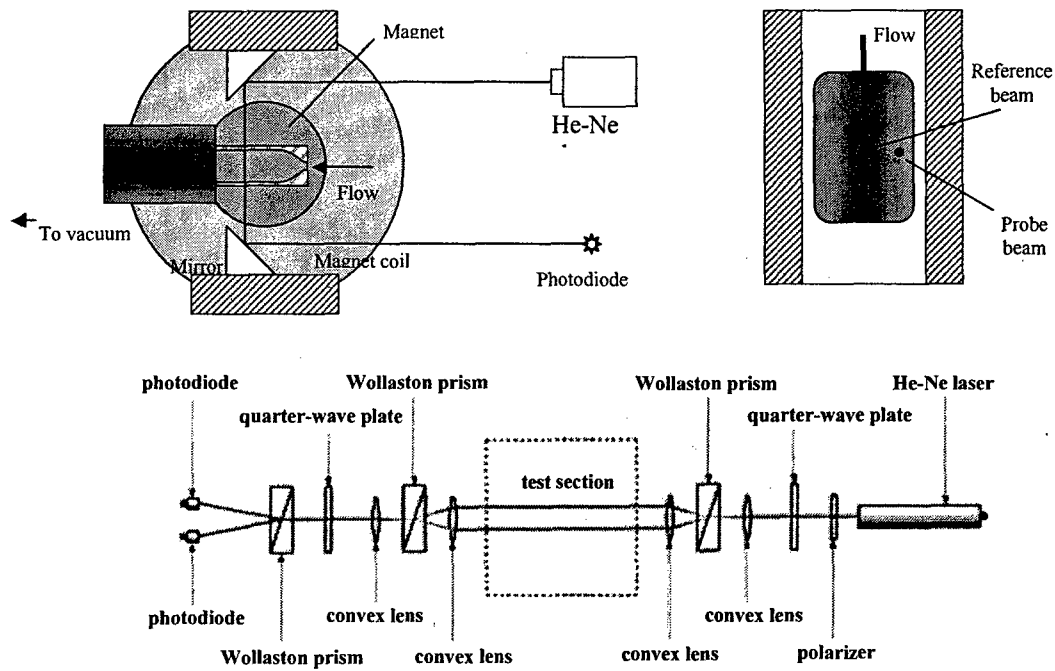 Magnet
He-Ne
Flow
To vacuum
Mirror
Magnet coil
Photodiode
Flow
Reference
beam
Probe
beam
photodiode
Wollaston prism
Wollaston prism
He-Ne laser
quarter-wave plate
quarter-wave plate
test section
photodiode
convex lens
convex lens
Wollaston prism
convex lens
convex lens
polarizer